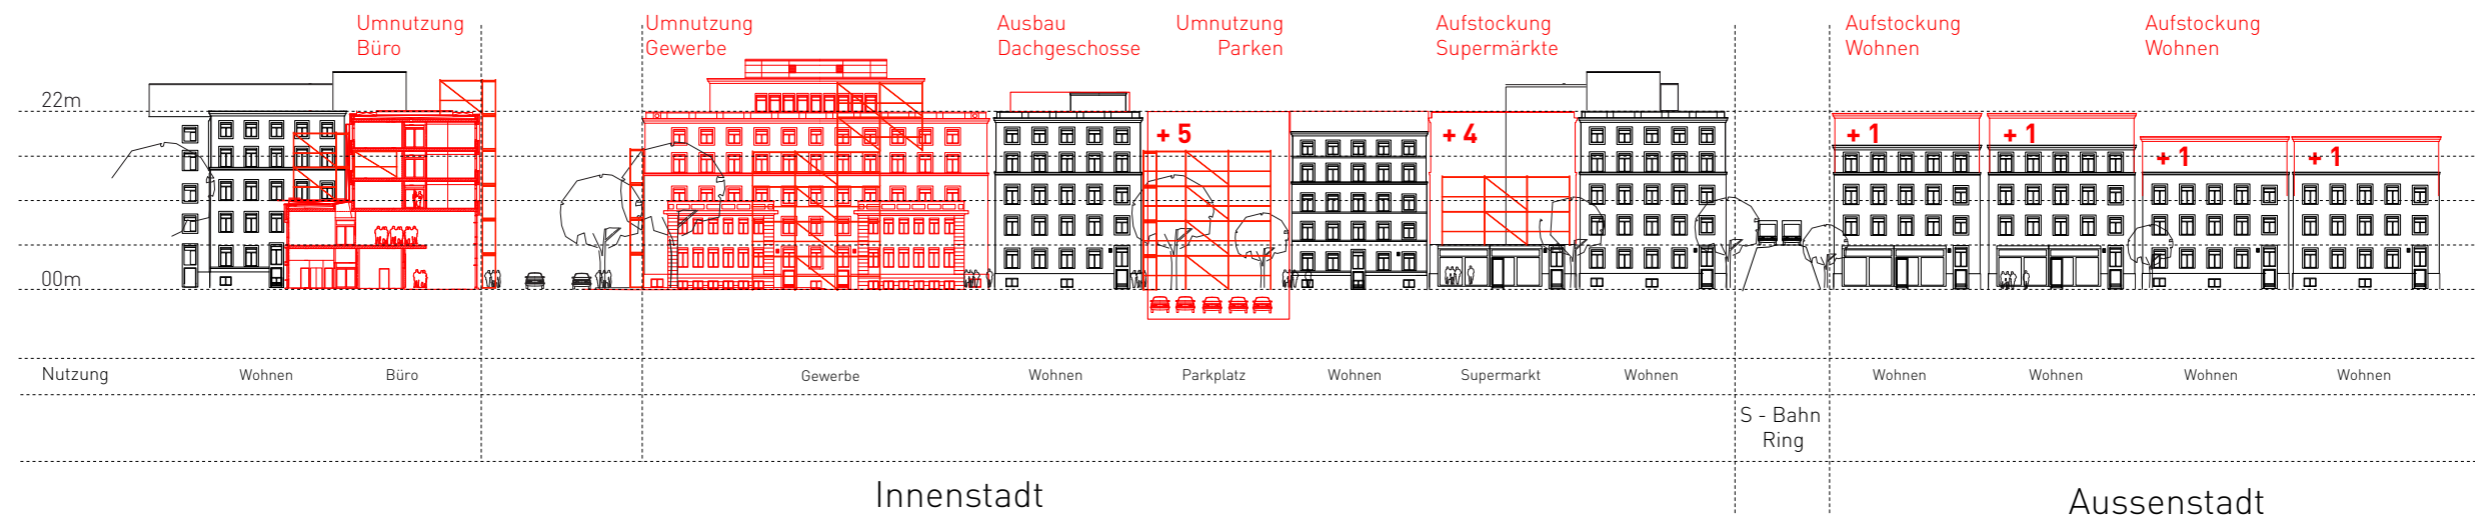 Umnutzung
Büro
Umnutzung
Gewerbe
Ausbau
Dachgeschosse
Umnutzung
Parken
Aufstockung
Supermärkte
Aufstockung
Wohnen
Aufstockung
Wohnen
22m
+ 5
+ 4
+ 1
+ 1
+ 1
+ 1
00m
Nutzung
Wohnen
Büro
Gewerbe
Wohnen
Parkplatz
Wohnen
Supermarkt
Wohnen
Wohnen
Wohnen
Wohnen
Wohnen
S - Bahn
Ring
Innenstadt
Aussenstadt